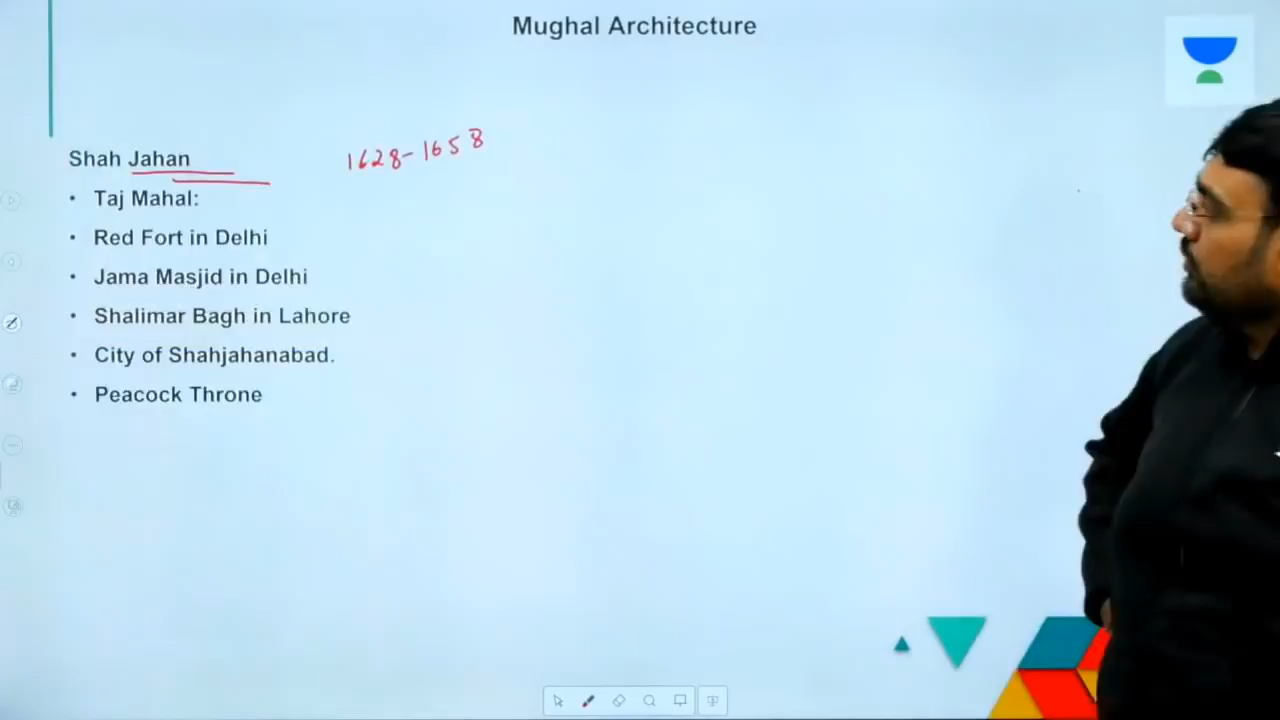 Mughal Architecture
Shah Jahan 1628-1658
• Taj Mahal:
• Red Fort in Delhi
• Jama Masjid in Delhi
• Shalimar Bagh in Lahore
• City of Shahjahanabad.
• Peacock Throne